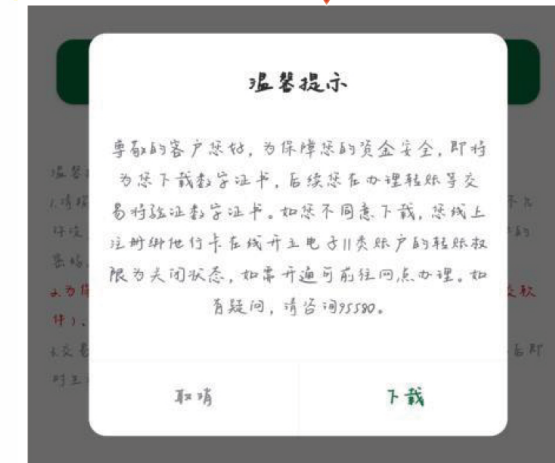 温馨提示
尊敬的客户您好，为保障您的资金安全，即将
为您下载数字证书，后续您在办理转账等交
易将验证数字证书。如您不同意下载，您线上
注册绑他行卡在线开立电子II类账户的转账权
限为关闭状态，如需开通可前往网点办理。如
有疑问，请咨询95580。
取消
下载